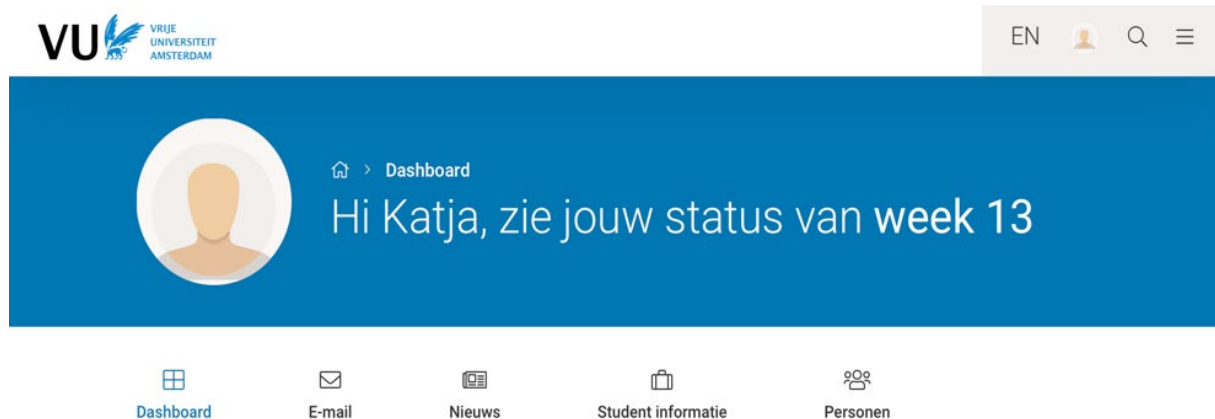 VU
VRIJE
UNIVERSITEIT
AMSTERDAM
EN
Dashboard
Hi Katja, zie jouw status van week 13
Dashboard E-mail Nieuws Student informatie Personen